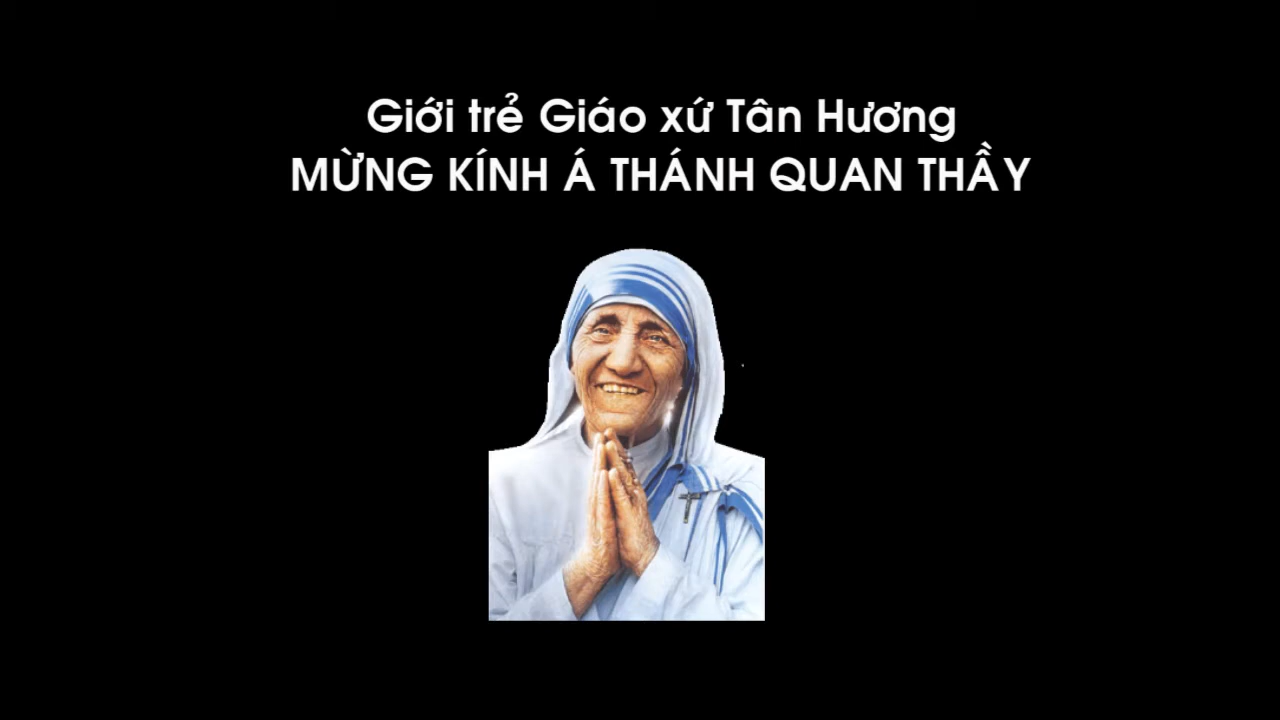 Giới trẻ Giáo xứ Tân Hương
MỪNG KÍNH Á THÁNH QUAN THẦY